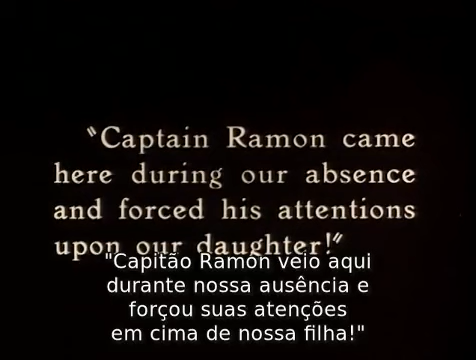 "Captain Ramon came
here during our absence
and forced his attentions
upon our daughter!"
"Capitão Ramón veio aqui
durante nossa ausência e
forçou suas atenções
em cima de nossa filha!"